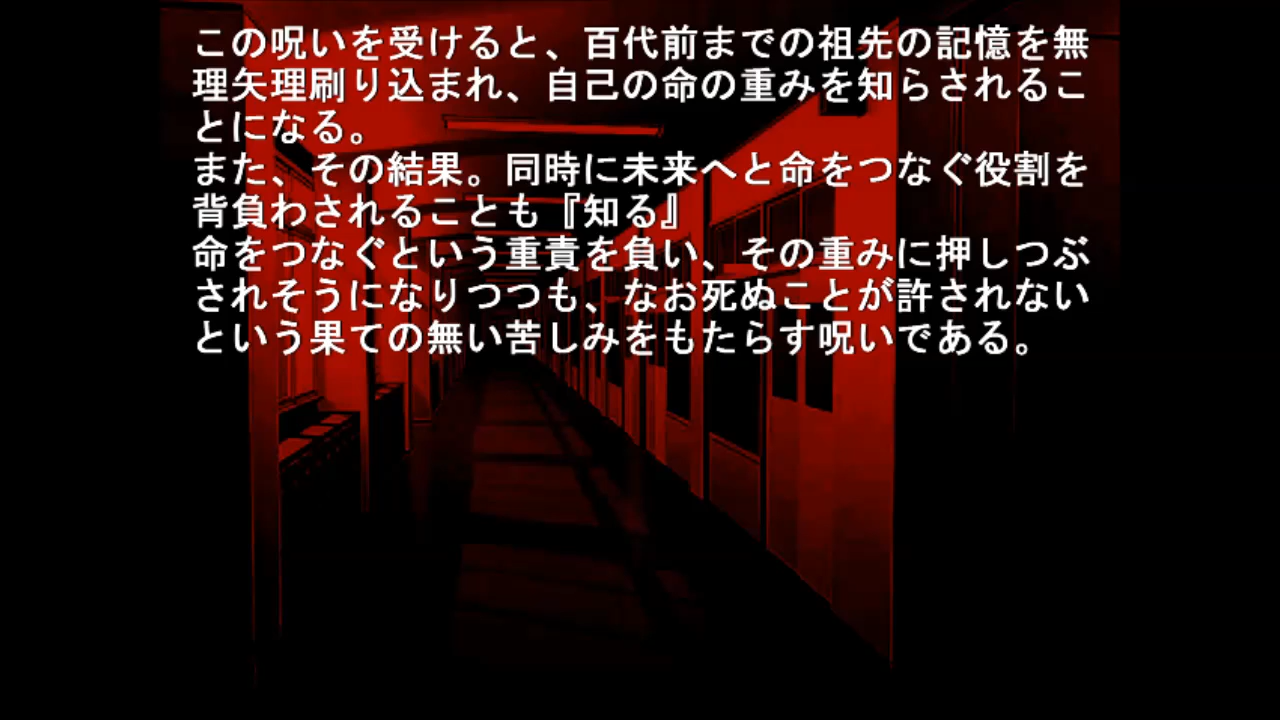 この呪いを受けると、百代前までの祖先の記憶を無
理矢理刷り込まれ、自己の命の重みを知らされるこ
とになる。
また、その結果。同時に未来へと命をつなぐ役割を
背負わされることも『知る』
命をつなぐという重責を負い、その重みに押しつぶ
されそうになりつつも、なお死ぬことが許されない
という果ての無い苦しみをもたらす呪いである。